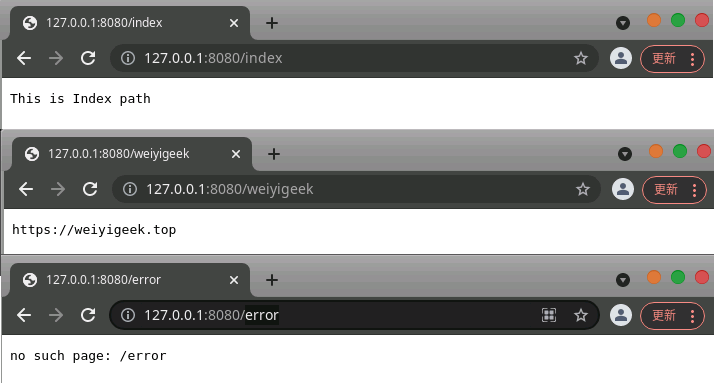 127.0.0.1:8080/index
127.0.0.1:8080/index
更新
This is Index path
127.0.0.1:8080/weiyigeek
127.0.0.1:8080/weiyigeek
更新
https://weiyigeek.top
127.0.0.1:8080/error
127.0.0.1:8080/error
更新
no such page: /error